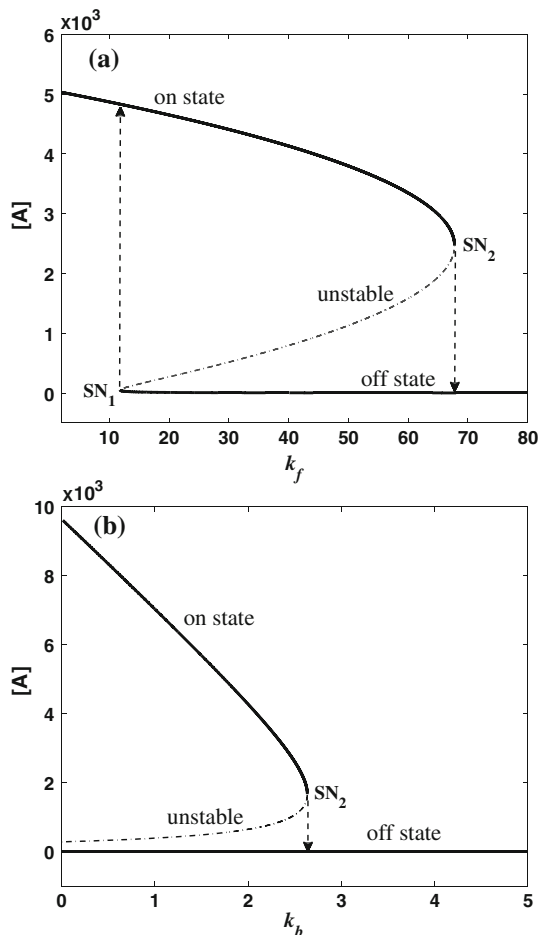 ×10³
(a)
6
on state
5
4
3
SN₂
[A]
2
unstable
1
off state
SN₁
0
10 20 30 40 50 60 70 80
k_f
×10³
10
(b)
8
on state
6
[A]
4
2
SN₂
unstable
off state
0
0 1 2 3 4 5
k_b